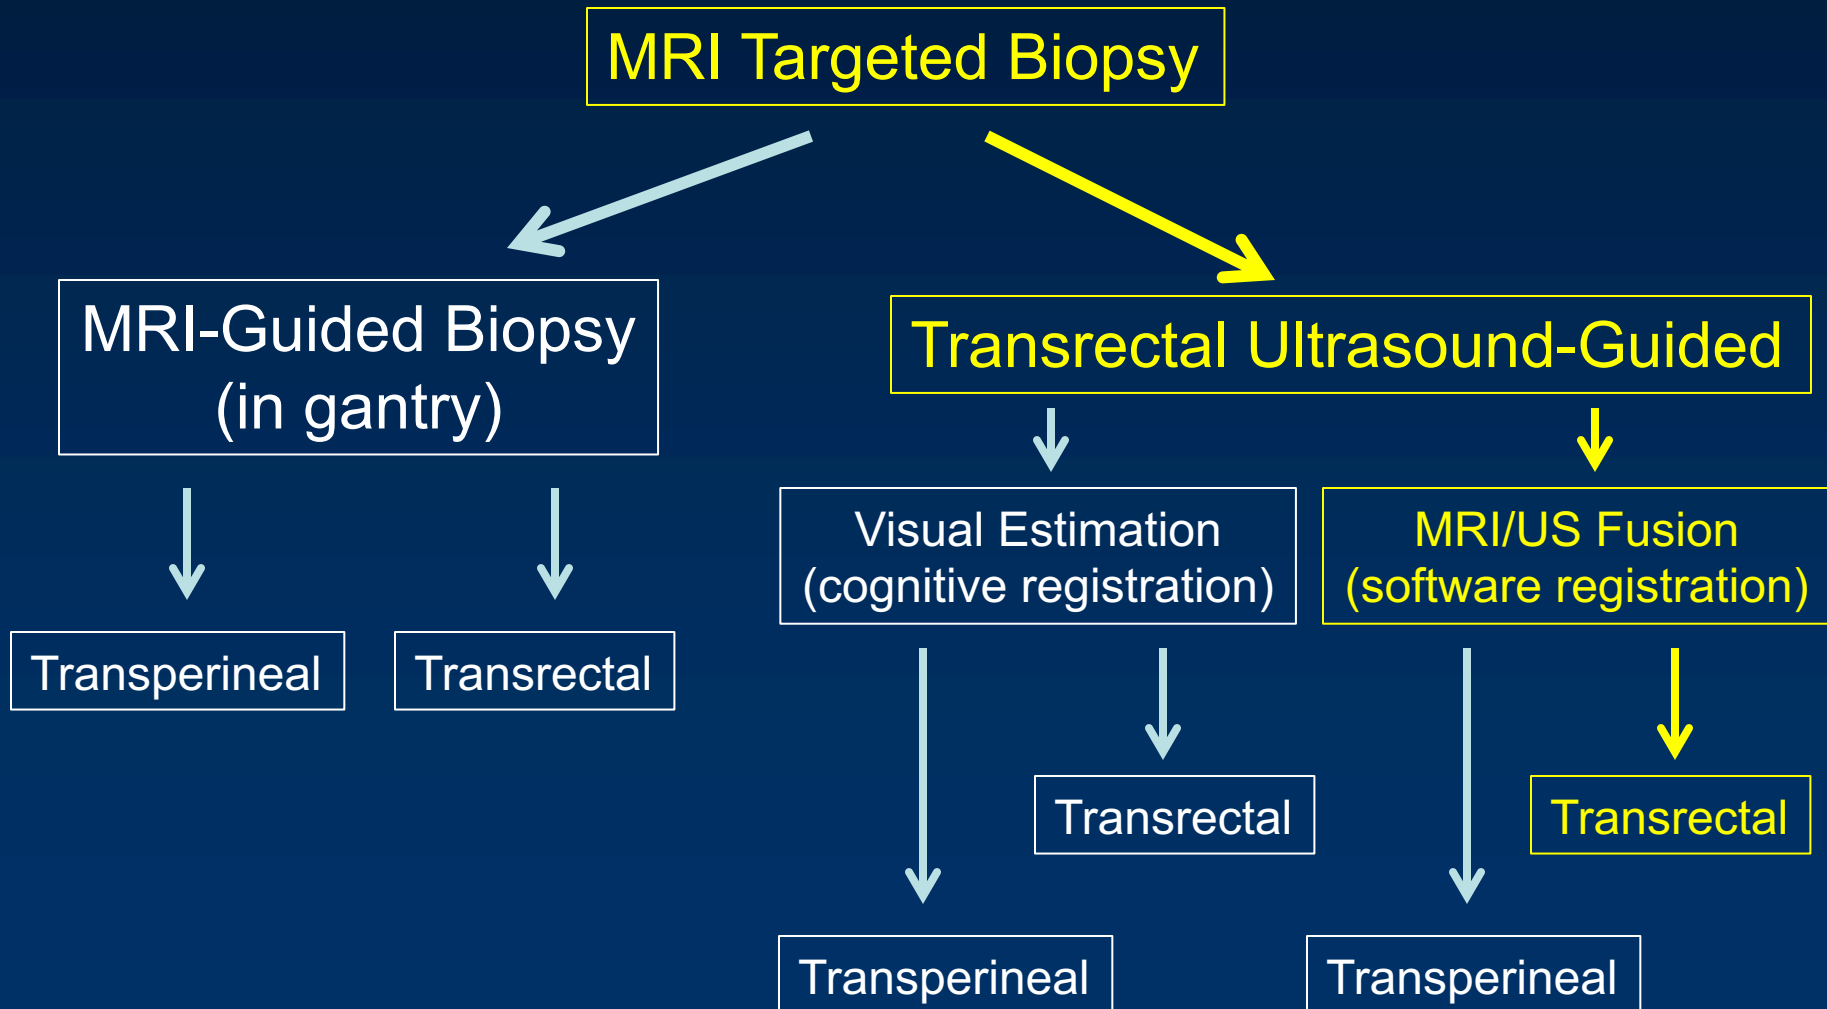 MRI Targeted Biopsy
MRI-Guided Biopsy
(in gantry)
Transrectal Ultrasound-Guided
Visual Estimation
(cognitive registration)
MRI/US Fusion
(software registration)
Transperineal
Transrectal
Transrectal
Transrectal
Transperineal
Transperineal